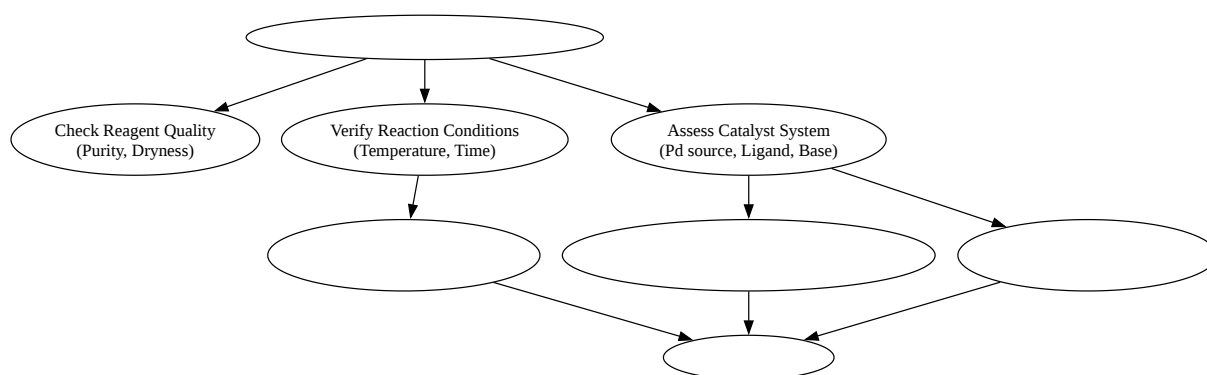 Check Reagent Quality
(Purity, Dryness)
Verify Reaction Conditions
(Temperature, Time)
Assess Catalyst System
(Pd source, Ligand, Base)